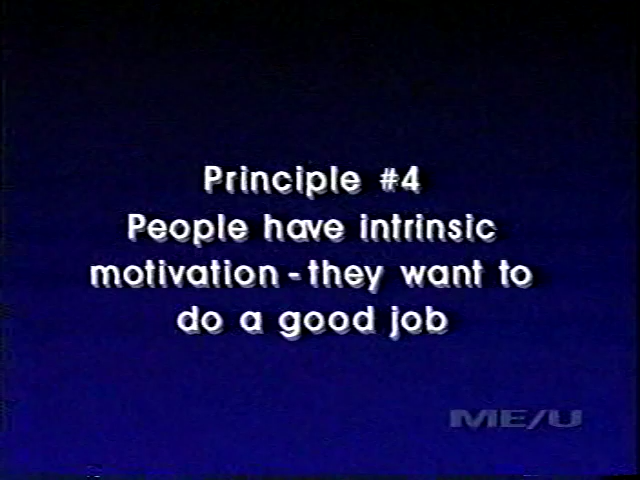 Principle #4
People have intrinsic
motivation - they want to
do a good job
ME/U